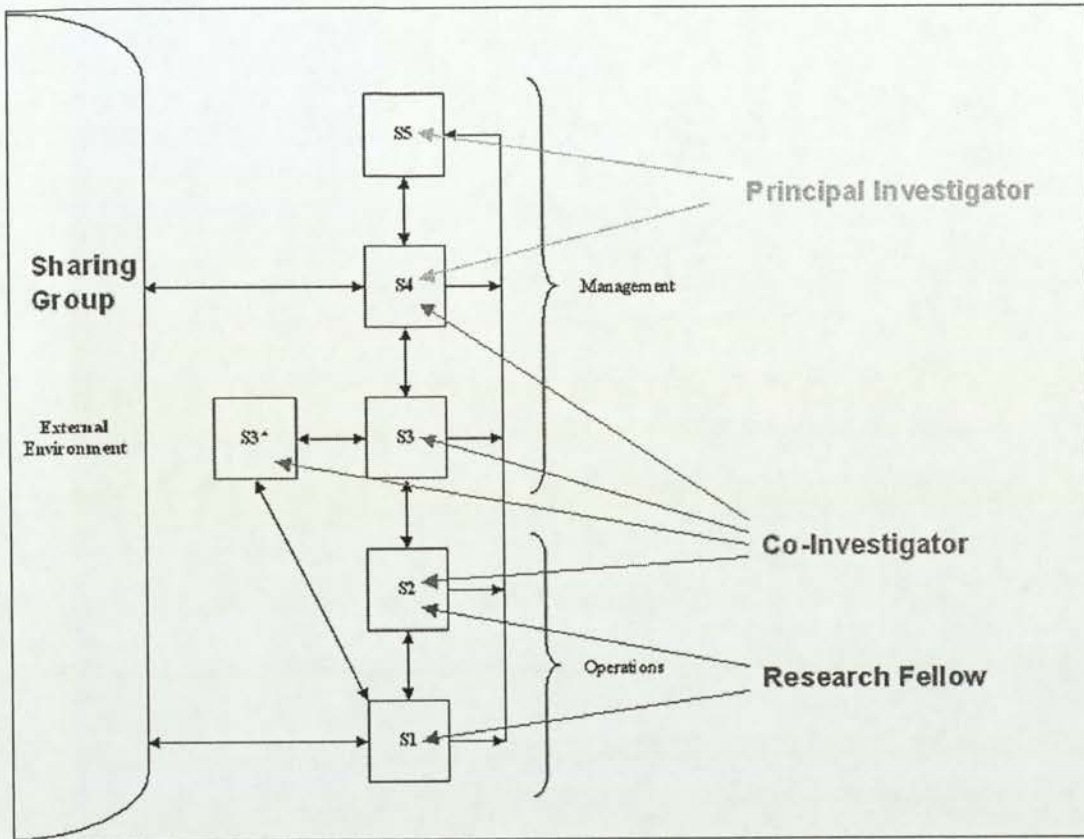 S5
Principal Investigator
Sharing
Group
S4
Management
External
Environment
S3*
S3
Co-Investigator
S2
Operations
Research Fellow
S1